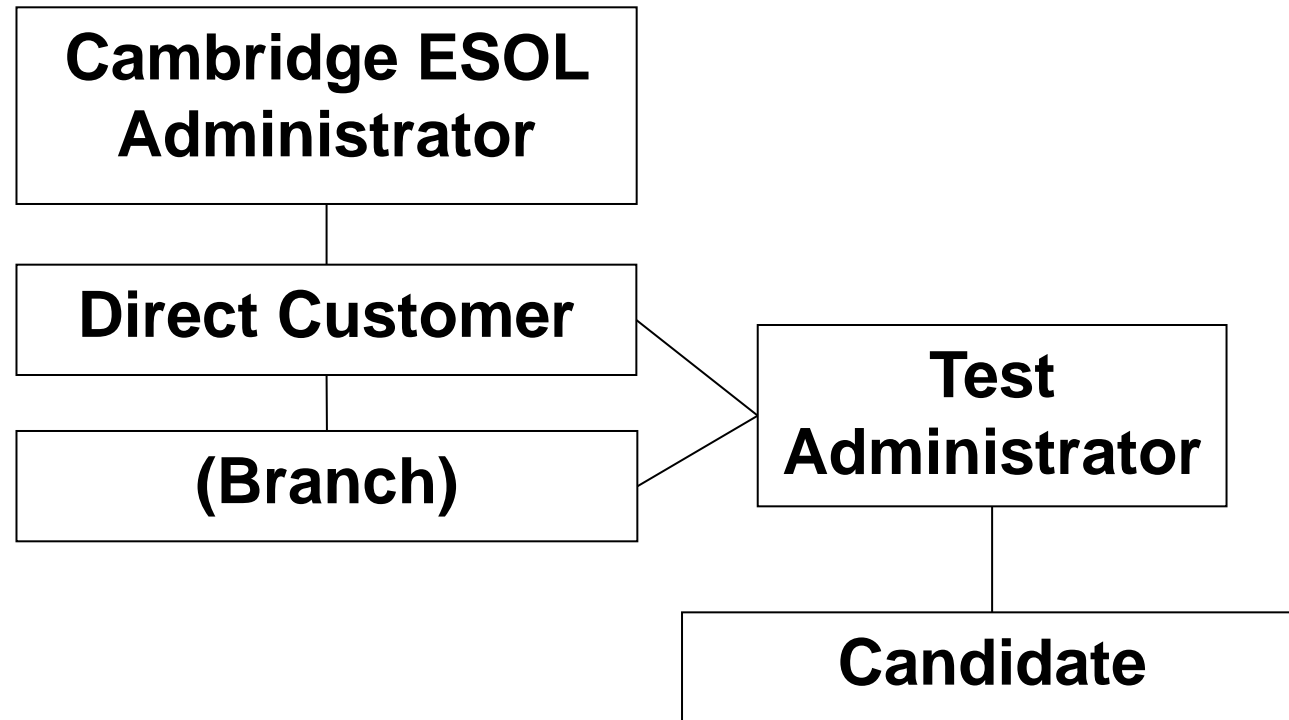 Cambridge ESOL
Administrator
Direct Customer
(Branch)
Test
Administrator
Candidate